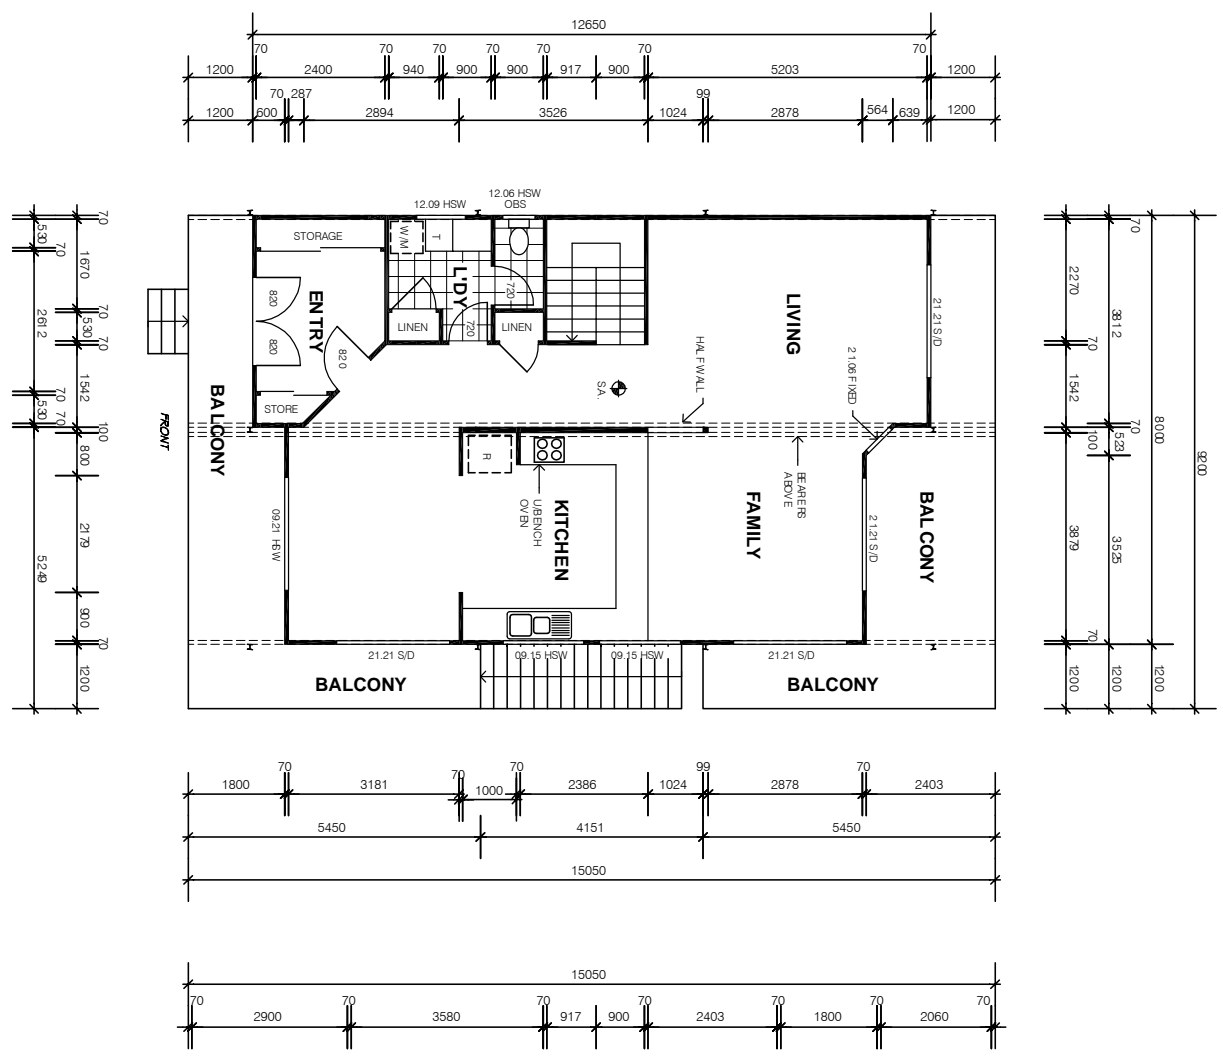 12650
70 70 70 70 70 70 70
1200 2400 940 900 900 917 900 5203 1200
70 287 99
1200 600 2894 3526 1024 2878 564 639 1200
12.09 HSW
12.06 HSW
OBS
STORAGE
W/M
T
L'DY
720
720
LINEN
LINEN
ENTRY
820
820
820
STORE
LIVING
21.21 S/D
HALF WALL
21.06 FIXED
S.A.
BALCONY
FRONT
R
U/BENCH
OVEN
KITCHEN
FAMILY
BEARERS
ABOVE
09.21 HSW
21.21 S/D
BALCONY
21.21 S/D
09.15 HSW
09.15 HSW
21.21 S/D
BALCONY
BALCONY
530
70
2612
70
530
5249
70
1670
70
530
70
1542
70
100
800
2179
900
70
1200
2270
70
1542
100
3879
70
1200
70
3812
70
523
3525
1200
8000
1200
9200
70 70 70 99 70
1800 3181 1000 2386 1024 2878 2403
5450 4151 5450
15050
15050
70 70 70 70 70 70 70
2900 3580 917 900 2403 1800 2060